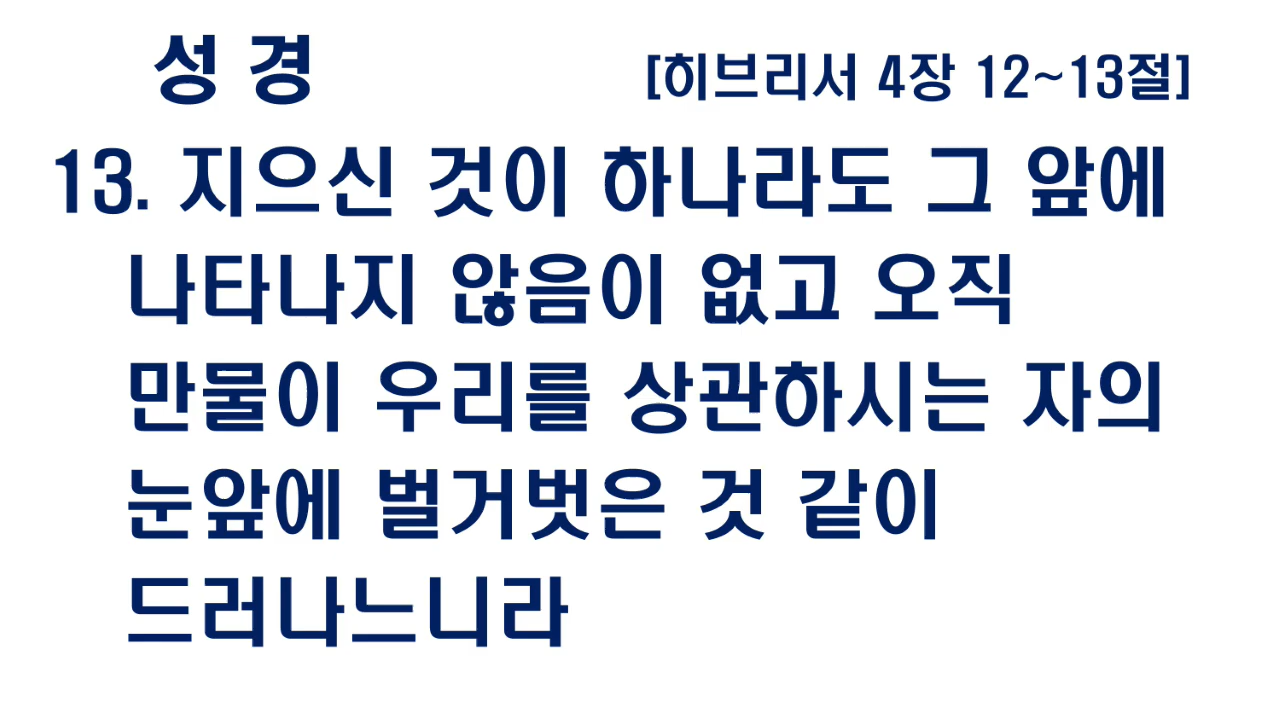 성 경 [히브리서 4장 12~13절]
13. 지으신 것이 하나라도 그 앞에
나타나지 않음이 없고 오직
만물이 우리를 상관하시는 자의
눈앞에 벌거벗은 것 같이
드러나느니라